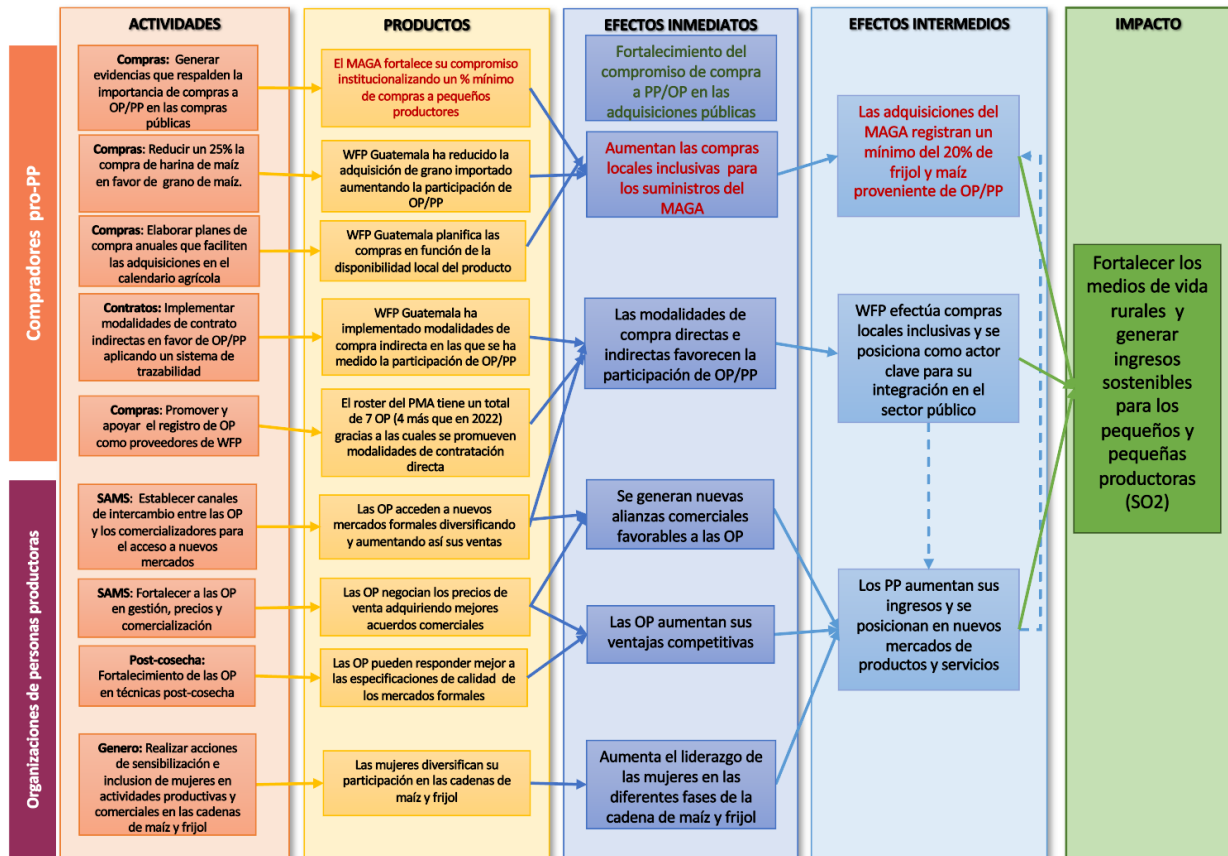 ACTIVIDADES
PRODUCTOS
EFECTOS INMEDIATOS
EFECTOS INTERMEDIOS
IMPACTO
Compradores pro-PP
Organizaciones de personas productoras
Compras: Generar
evidencias que respalden la
importancia de compras a
OP/PP en las compras
públicas
Compras: Reducir un 25% la
compra de harina de maíz
en favor de grano de maíz.
Compras: Elaborar planes de
compra anuales que faciliten
las adquisiciones en el
calendario agrícola
Contratos: Implementar
modalidades de contrato
indirectas en favor de OP/PP
aplicando un sistema de
trazabilidad
Compras: Promover y
apoyar el registro de OP
como proveedores de WFP
SAMS: Establecer canales
de intercambio entre las OP
y los comercializadores para
el acceso a nuevos
mercados
SAMS: Fortalecer a las OP
en gestión, precios y
comercialización
Post-cosecha:
Fortalecimiento de las OP
en técnicas post-cosecha
Genero: Realizar acciones
de sensibilización e
inclusion de mujeres en
actividades productivas y
comerciales en las cadenas
de maíz y frijol
El MAGA fortalece su compromiso
institucionalizando un % mínimo
de compras a pequeños
productores
WFP Guatemala ha reducido la
adquisición de grano importado
aumentando la participación de
OP/PP
WFP Guatemala planifica las
compras en función de la
disponibilidad local del producto
WFP Guatemala ha
implementado modalidades de
compra indirecta en las que se ha
medido la participación de OP/PP
El roster del PMA tiene un total
de 7 OP (4 más que en 2022)
gracias a las cuales se promueven
modalidades de contratación
directa
Las OP acceden a nuevos
mercados formales diversificando
y aumentando así sus ventas
Las OP negocian los precios de
venta adquiriendo mejores
acuerdos comerciales
Las OP pueden responder mejor a
las especificaciones de calidad de
los mercados formales
Las mujeres diversifican su
participación en las cadenas de
maíz y frijol
Fortalecimiento del
compromiso de compra
a PP/OP en las
adquisiciones públicas
Aumentan las compras
locales inclusivas para
los suministros del
MAGA
Las modalidades de
compra directas e
indirectas favorecen la
participación de OP/PP
Se generan nuevas
alianzas comerciales
favorables a las OP
Las OP aumentan sus
ventajas competitivas
Aumenta el liderazgo de
las mujeres en las
diferentes fases de la
cadena de maíz y frijol
Las adquisiciones del
MAGA registran un
mínimo del 20% de
frijol y maíz
proveniente de OP/PP
WFP efectúa compras
locales inclusivas y se
posiciona como actor
clave para su
integración en el
sector público
Los PP aumentan sus
ingresos y se
posicionan en nuevos
mercados de
productos y servicios
Fortalecer los
medios de vida
rurales y
generar
ingresos
sostenibles
para los
pequeños y
pequeñas
productoras
(SO2)